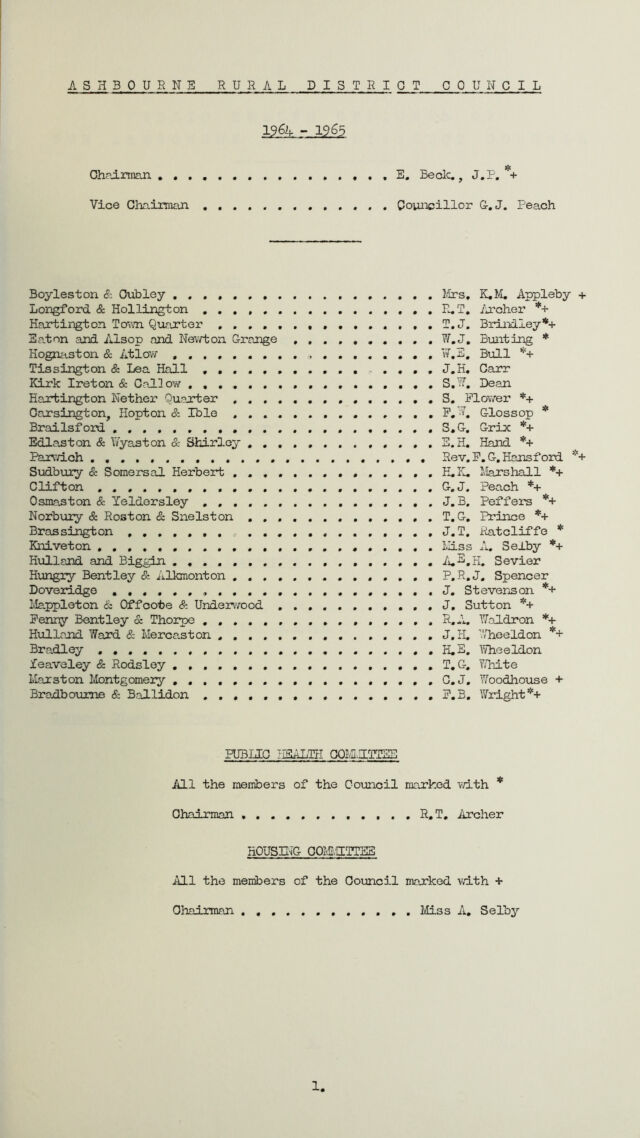 ASHBOURNE RURAL DISTRICT COUNCIL
1964 - 1965
Chairman . . . . . . . . . . . . . . . . E. Beck., J.P. *+
Vice Chairman . . . . . . . . . . . . . Councillor G.J. Peach
Boyleston & Cubley . . . . . . . . . . . . . . . . . . Mrs. K.M. Appleby +
Longford & Hollington . . . . . . . . . . . . . . . . R.T. Archer *+
Hartington Town Quarter . . . . . . . . . . . . . . . T.J. Brindley*+
Eaton and Alsop and Newton Grange . . . . . . . . . . W.J. Bunting *
Hognaston & Atlow . . . . . . . . . . . . . . . . . . W.E. Bull *+
Tissington & Lea Hall . . . . . . . . . . . . . . . . J.H. Carr
Kirk Ireton & Callow . . . . . . . . . . . . . . . . . S.W. Dean
Hartington Nether Quarter . . . . . . . . . . . . . . S. Flower *+
Carsington, Hopton & Ible . . . . . . . . . . . . . . F.W. Glossop *
Brailsford . . . . . . . . . . . . . . . . . . . . . . S.G. Grix *+
Edlaston & Wyaston & Shirley . . . . . . . . . . . . . E.H. Hand *+
Parwich . . . . . . . . . . . . . . . . . . . . . . . Rev.F.G.Hansford *+
Sudbury & Somersal Herbert . . . . . . . . . . . . . . H.K. Marshall *+
Clifton . . . . . . . . . . . . . . . . . . . . . . . G.J. Peach *+
Osmaston & Yeldersley . . . . . . . . . . . . . . . . J.B. Peffers *+
Norbury & Roston & Snelston . . . . . . . . . . . . . T.G. Prince *+
Brassington . . . . . . . . . . . . . . . . . . . . . J.T. Ratcliffe *
Kniveton . . . . . . . . . . . . . . . . . . . . . . . Miss A. Selby *+
Hulland and Biggin . . . . . . . . . . . . . . . . . . A.E.H. Sevier
Hungry Bentley & Alkmonton . . . . . . . . . . . . . . P.R.J. Spencer
Doveridge . . . . . . . . . . . . . . . . . . . . . . J. Stevenson *+
Mappleton & Offcote & Underwood . . . . . . . . . . . J. Sutton *+
Fenny Bentley & Thorpe . . . . . . . . . . . . . . . . R.A. Waldron *+
Hulland Ward & Mercaston . . . . . . . . . . . . . . . J.H. Wheeldon *+
Bradley . . . . . . . . . . . . . . . . . . . . . . . H.E. Wheeldon
Yeaveley & Rodsley . . . . . . . . . . . . . . . . . . T.G. White
Marston Montgomery . . . . . . . . . . . . . . . . . . C.J. Woodhouse +
Bradbourne & Ballidon . . . . . . . . . . . . . . . . F.B. Wright*+
PUBLIC HEALTH COMMITTEE
All the members of the Council marked with *
Chairman . . . . . . . . . . . . R.T. Archer
HOUSING COMMITTEE
All the members of the Council marked with +
Chairman . . . . . . . . . . . . Miss A. Selby
1.